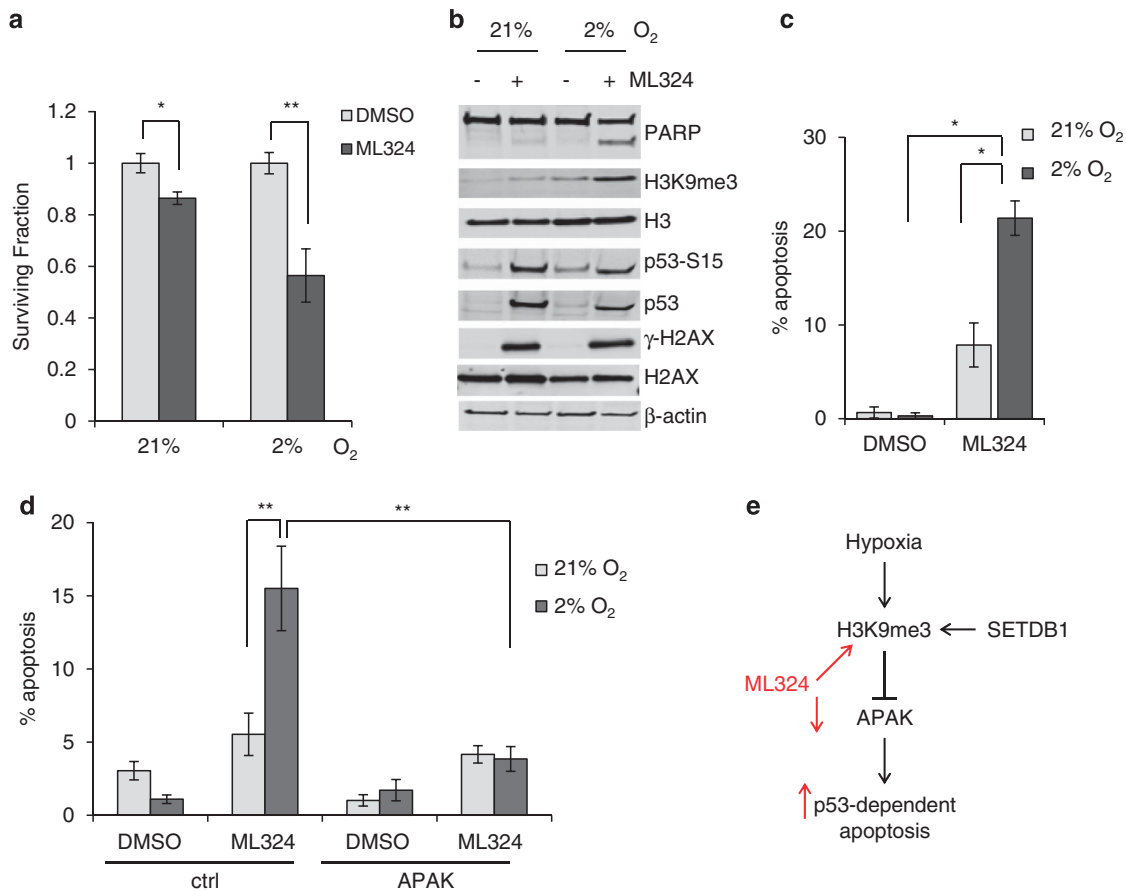 a
1.2
1
0.8
0.6
0.4
0.2
0
Surviving Fraction
*
**
DMSO
ML324
21%
2%
O₂
b
21%
2%
O₂
-
+
-
+
ML324
PARP
H3K9me3
H3
p53-S15
p53
γ-H2AX
H2AX
β-actin
c
30
20
10
0
% apoptosis
*
*
21% O₂
2% O₂
DMSO
ML324
d
20
15
10
5
0
% apoptosis
**
**
21% O₂
2% O₂
DMSO
ML324
DMSO
ML324
ctrl
APAK
e
Hypoxia
H3K9me3
SETDB1
ML324
APAK
p53-dependent
apoptosis